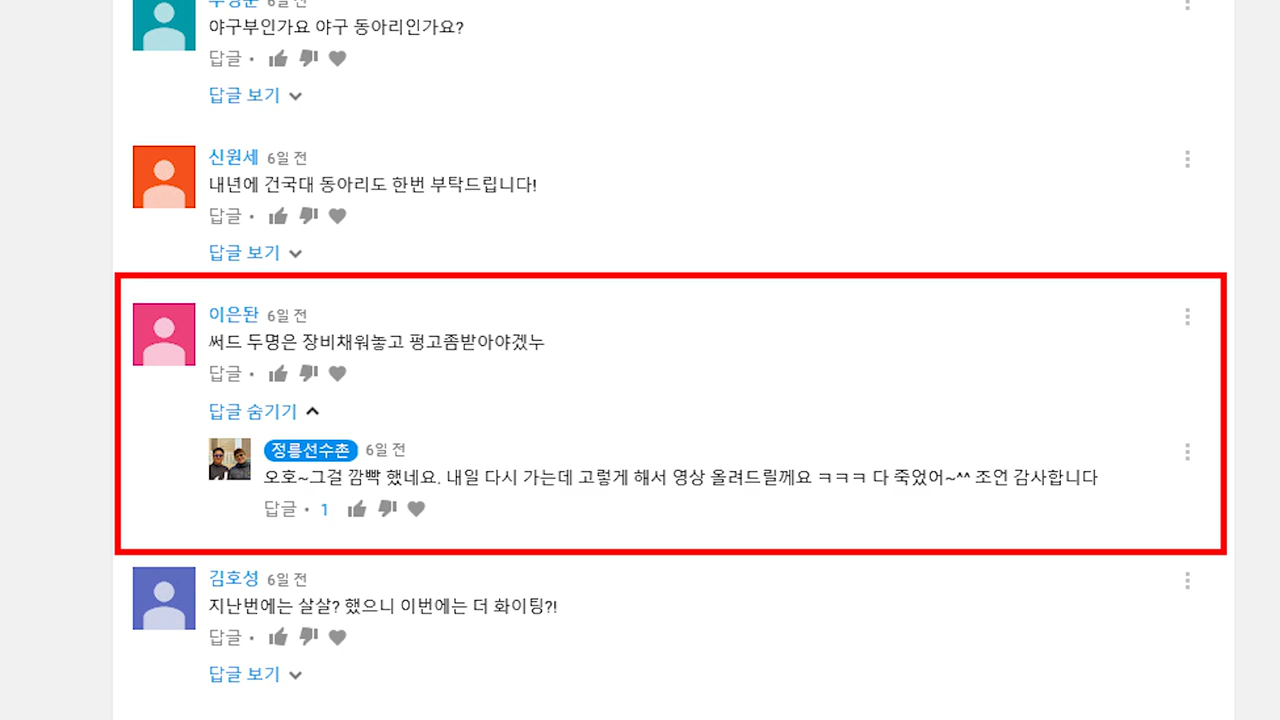 6일 전
야구부인가요 야구 동아리인가요?
답글 •
답글 보기
신원세 6일 전
내년에 건국대 동아리도 한번 부탁드립니다!
답글 •
답글 보기
이은돤 6일 전
써드 두명은 장비채워놓고 펑고좀받아야겠누
답글 •
답글 숨기기
정릉선수촌 6일 전
오호~그걸 깜빡 했네요. 내일 다시 가는데 고렇게 해서 영상 올려드릴께요 ㅋㅋㅋ 다 죽었어~^^ 조언 감사합니다
답글 • 1
김호성 6일 전
지난번에는 살살? 했으니 이번에는 더 화이팅?!
답글 •
답글 보기